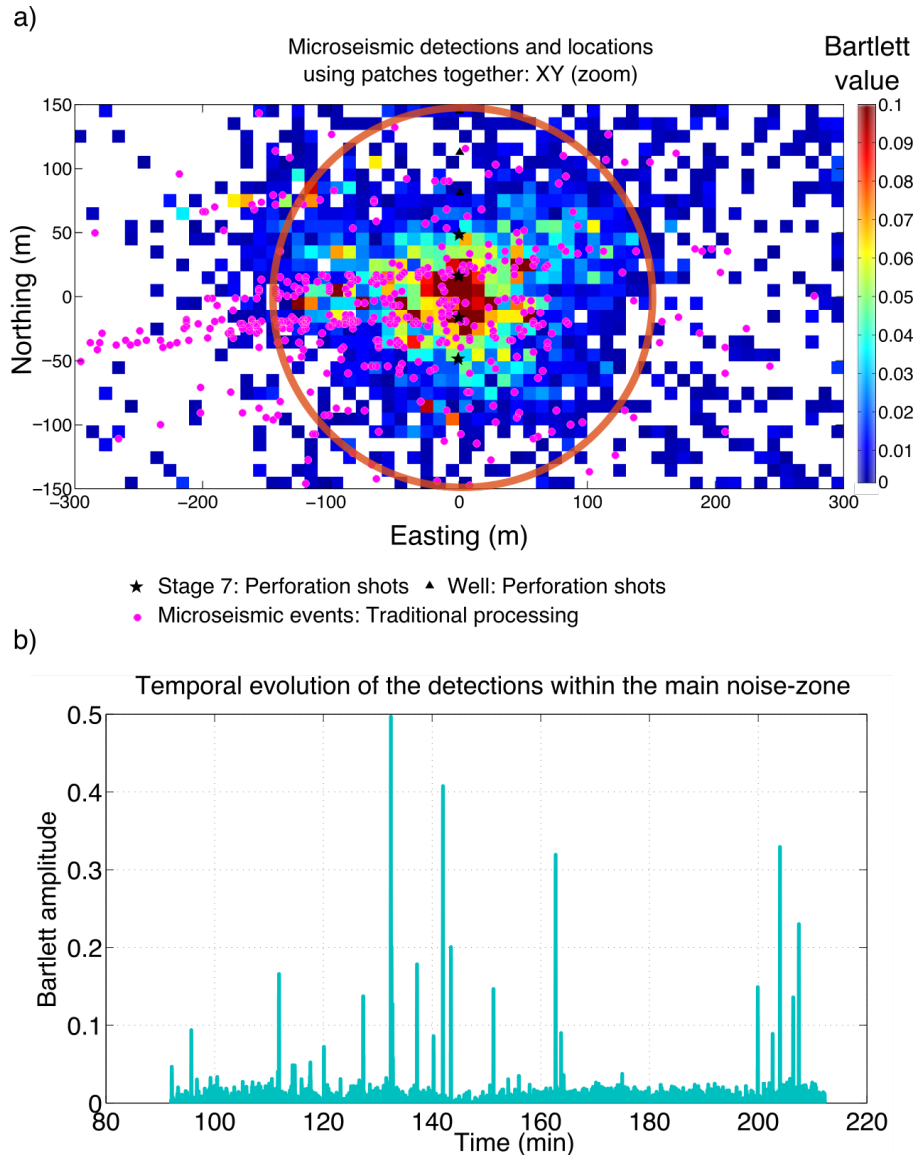 a)
Microseismic detections and locations
using patches together: XY (zoom)
Bartlett
value
150
100
50
0
−50
−100
−150
Northing (m)
−300
−200
−100
0
100
200
300
Easting (m)
0.1
0.09
0.08
0.07
0.06
0.05
0.04
0.03
0.02
0.01
0
Stage 7: Perforation shots
Well: Perforation shots
Microseismic events: Traditional processing
b)
Temporal evolution of the detections within the main noise-zone
0.5
0.4
0.3
0.2
0.1
0
Bartlett amplitude
80
100
120
140
160
180
200
220
Time (min)